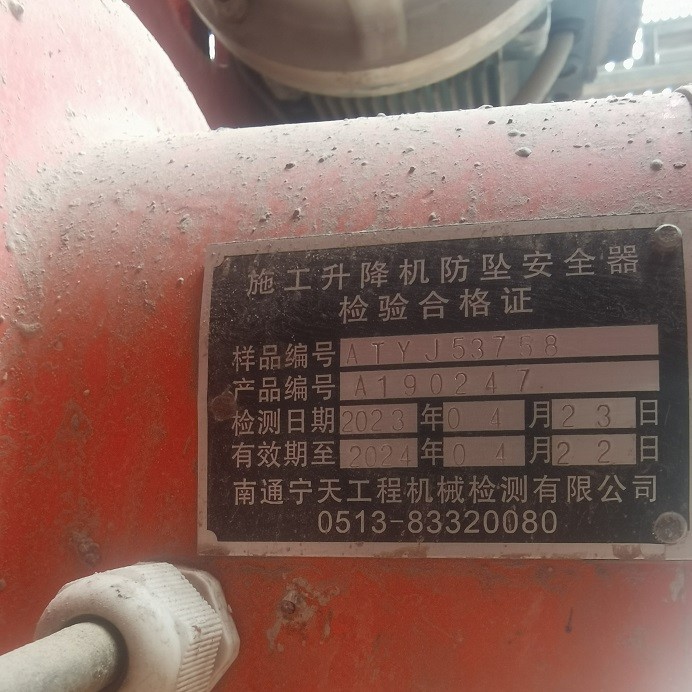 施工升降机防坠安全器
检验合格证
样品编号 ATYJ53758
产品编号 A190247
检测日期 2023 年 04 月 23 日
有效期至 2024 年 04 月 22 日
南通宁天工程机械检测有限公司
0513-83320080